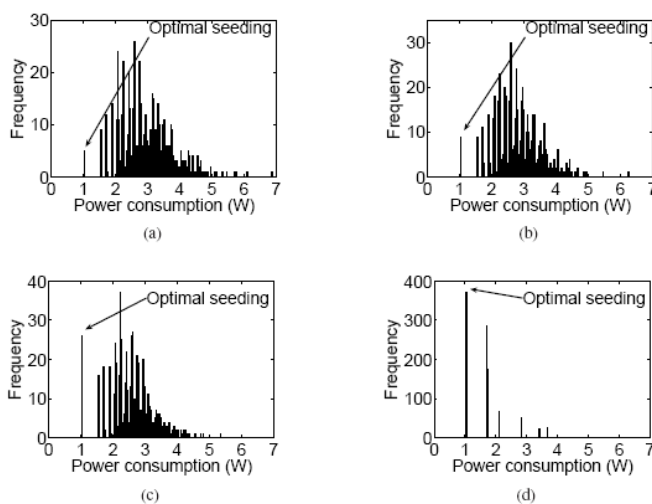 30
Optimal seeding
20
Frequency
10
0
0 1 2 3 4 5 6 7
Power consumption (W)
(a)
30
Optimal seeding
20
Frequency
10
0
0 1 2 3 4 5 6 7
Power consumption (W)
(b)
40
Optimal seeding
30
Frequency
20
10
0
0 1 2 3 4 5 6 7
Power consumption (W)
(c)
400
Optimal seeding
300
Frequency
200
100
0
0 1 2 3 4 5 6 7
Power consumption (W)
(d)